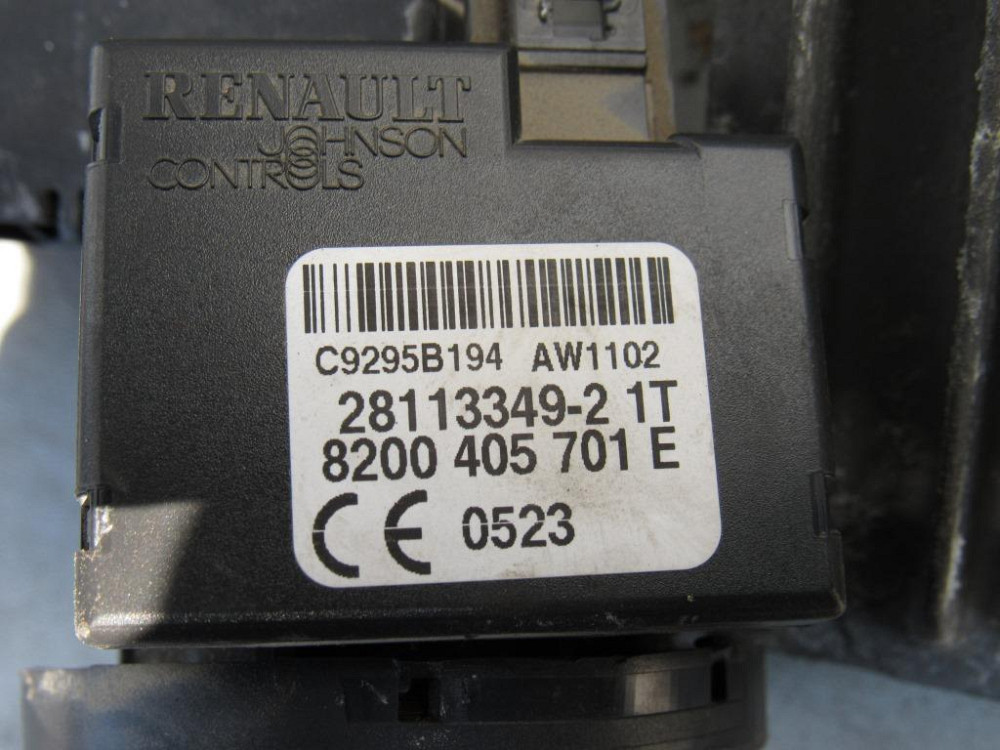 RENAULT
JOHNSON
CONTROLS
C9295B194 AW1102
28113349-2 1T
8200 405 701 E
CE 0523